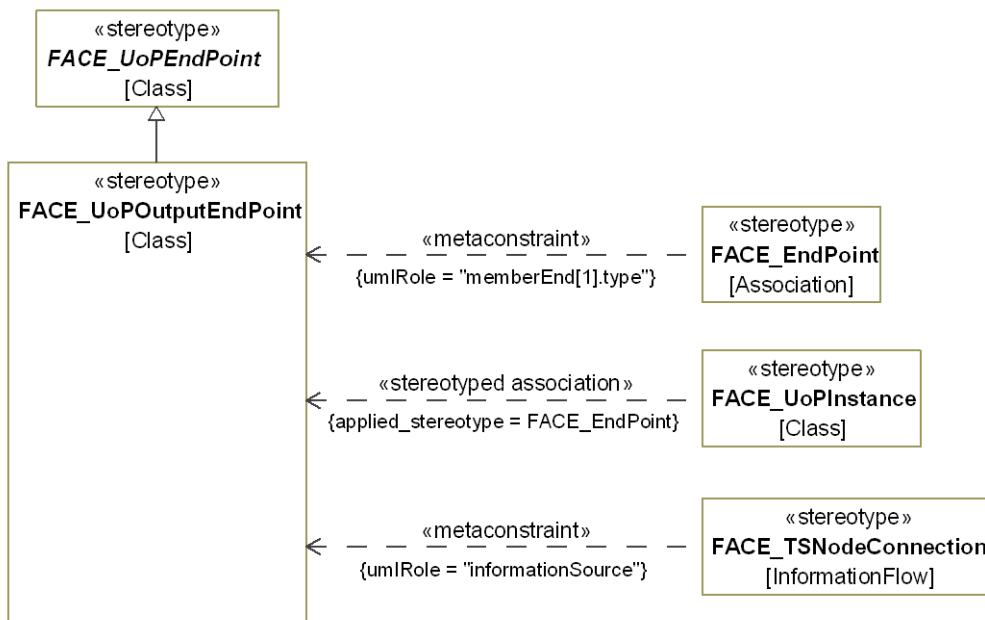 «stereotype»
FACE_UoPEndPoint
[Class]
«stereotype»
FACE_UoPOutputEndPoint
[Class]
«metaconstraint»
{umlRole = "memberEnd[1].type"}
«stereotype»
FACE_EndPoint
[Association]
«stereotyped association»
{applied_stereotype = FACE_EndPoint}
«stereotype»
FACE_UoPInstance
[Class]
«metaconstraint»
{umlRole = "informationSource"}
«stereotype»
FACE_TSNodeConnection
[InformationFlow]